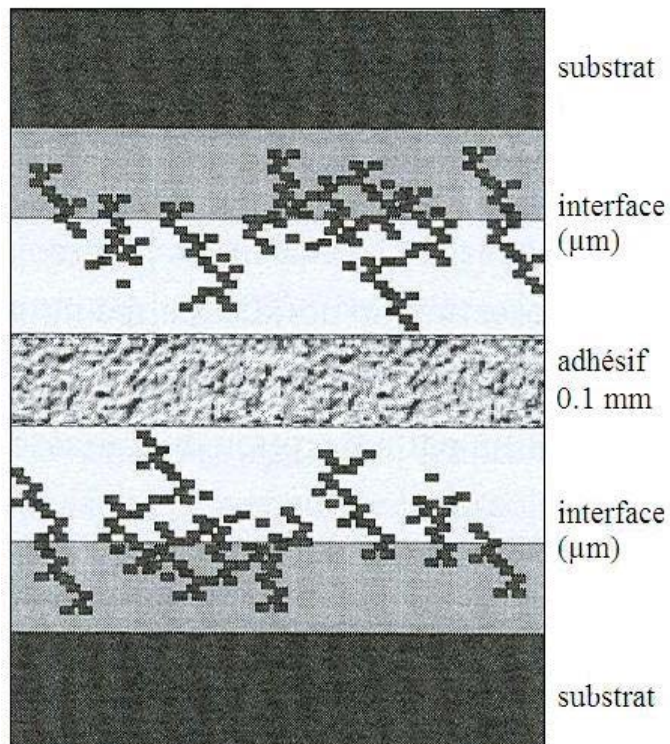 substrat
interface
(μm)
adhésif
0.1 mm
interface
(μm)
substrat